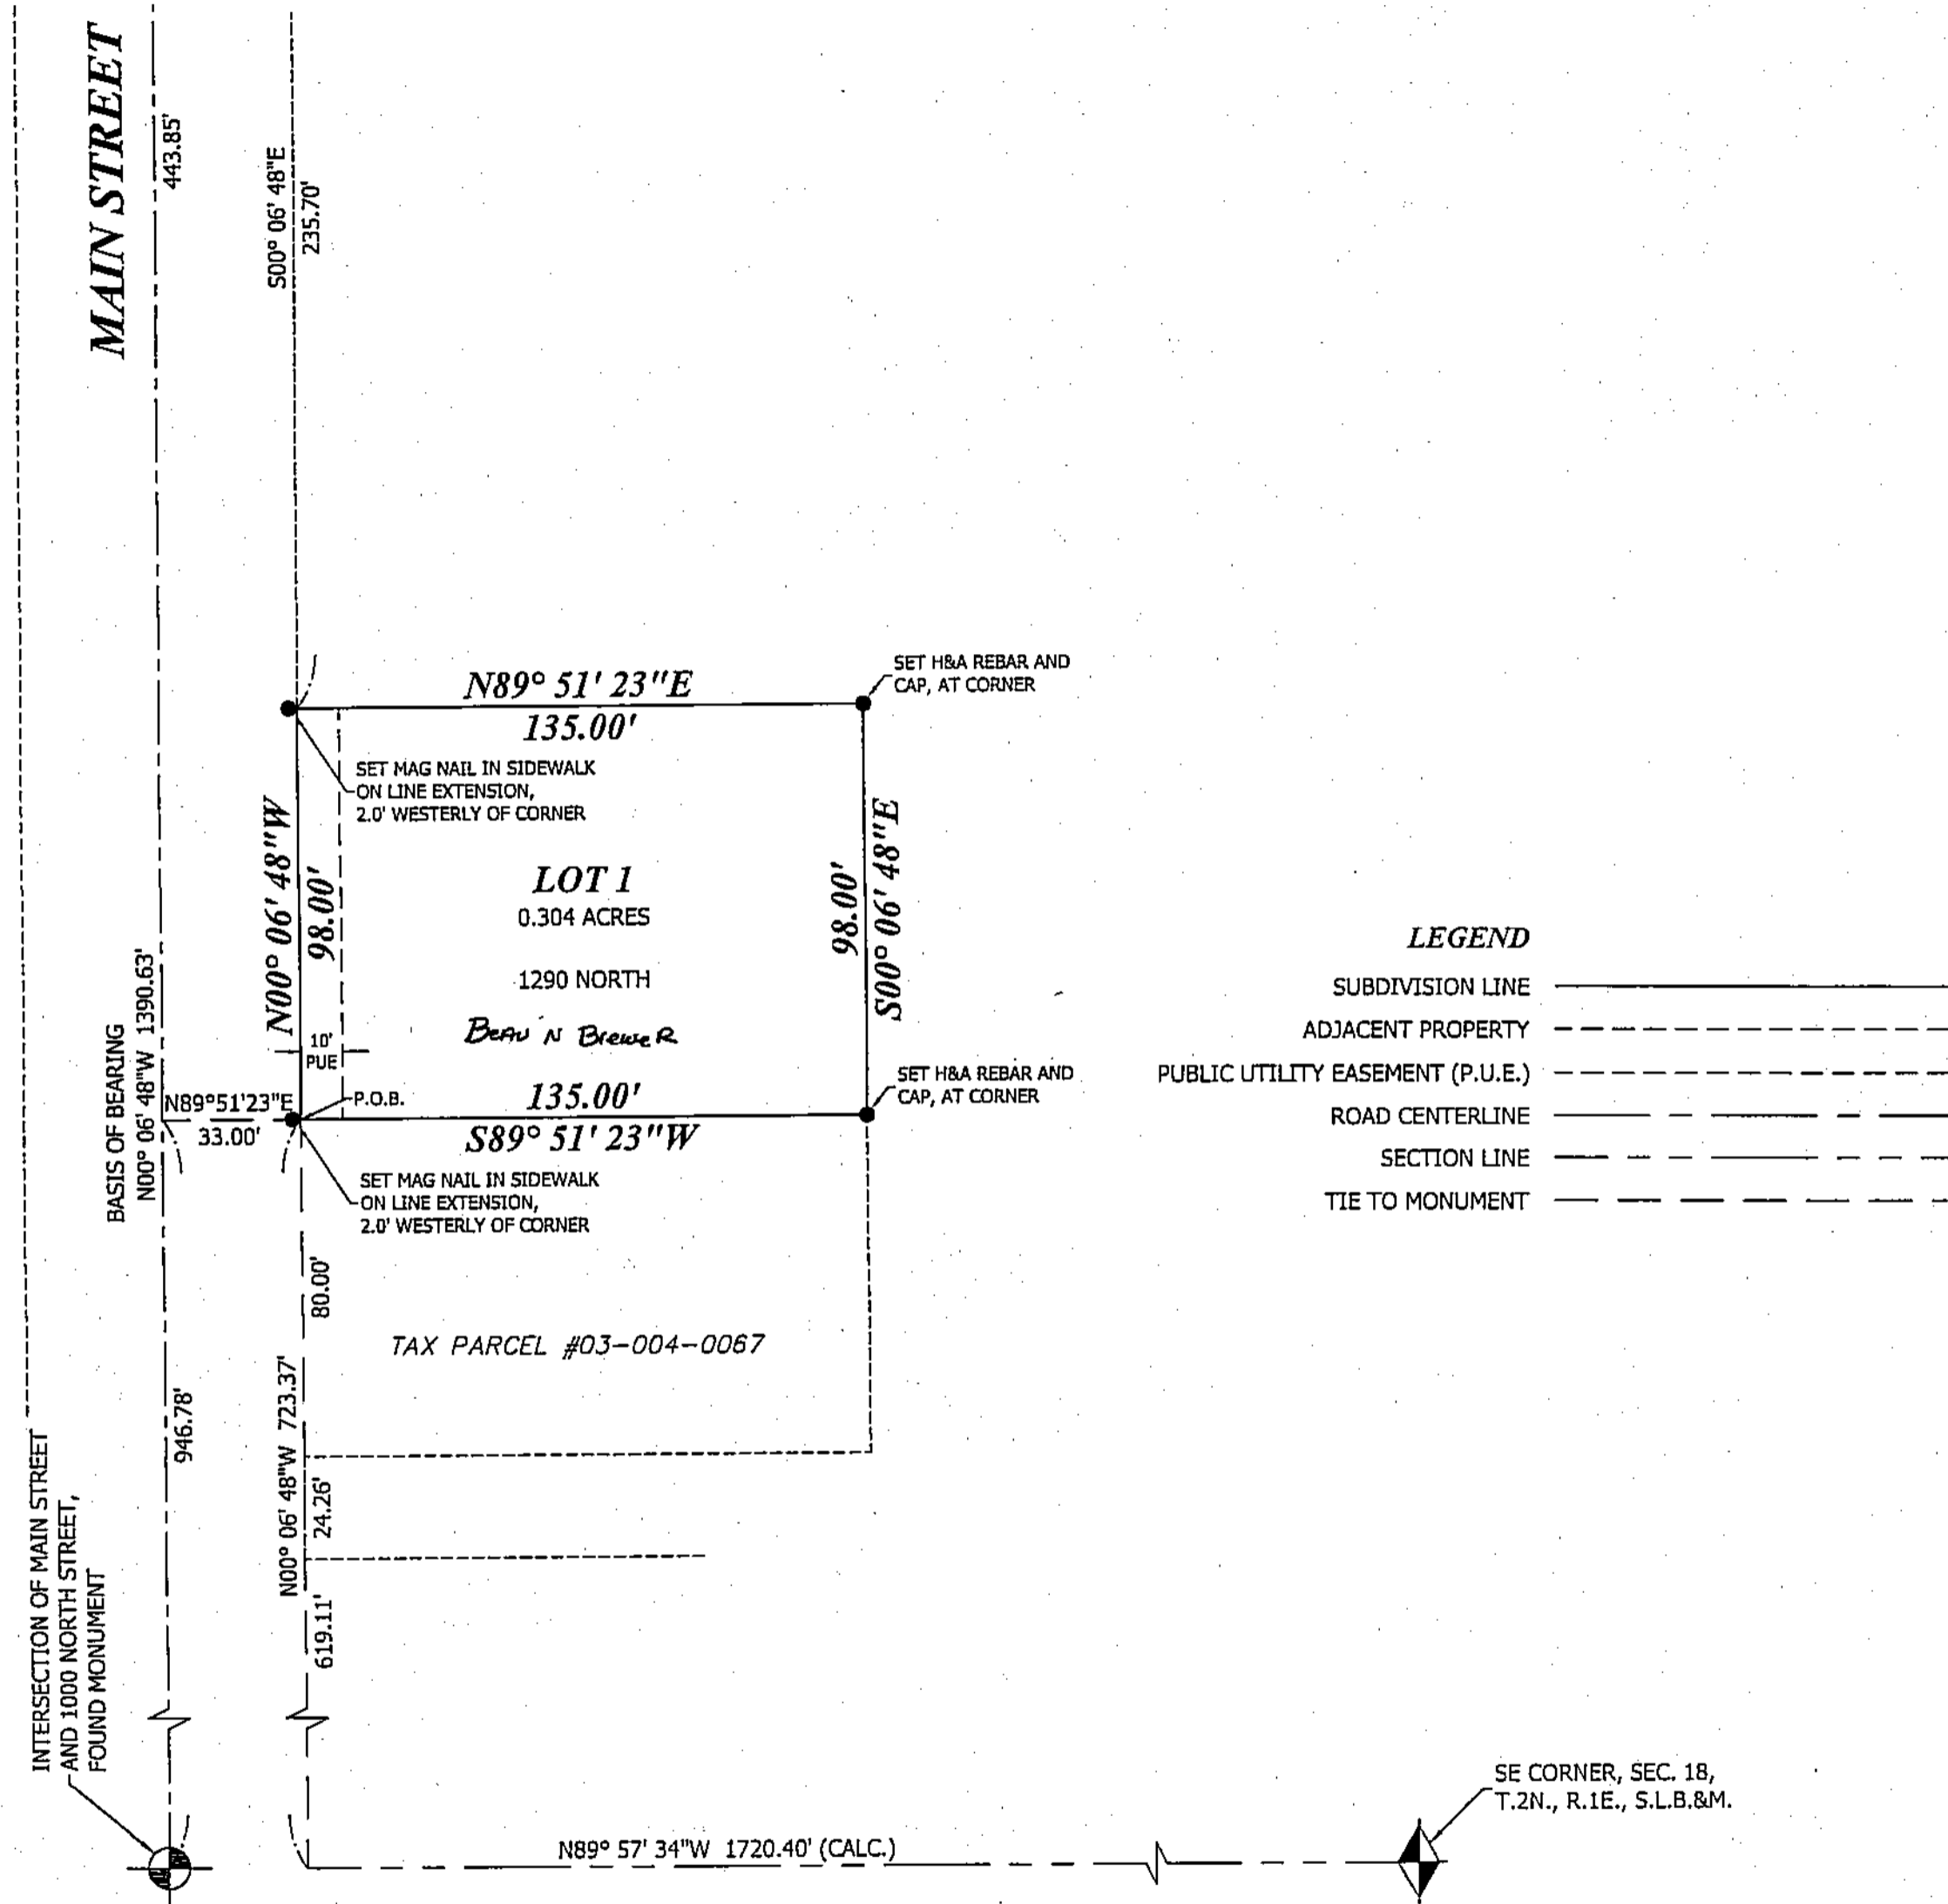 MAIN STREET
443.85'
S00° 06' 48"E
235.70'
N89° 51' 23"E
135.00'
SET H&A REBAR AND
CAP, AT CORNER
SET MAG NAIL IN SIDEWALK
ON LINE EXTENSION,
2.0' WESTERLY OF CORNER
N00° 06' 48"W
98.00'
LOT 1
0.304 ACRES
1290 NORTH
BEAU N BREWER
98.00'
S00° 06' 48"E
10'
PUE
P.O.B.
135.00'
S89° 51' 23"W
SET H&A REBAR AND
CAP, AT CORNER
BASIS OF BEARING
N00° 06' 48"W 1390.63'
N89°51'23"E
33.00'
SET MAG NAIL IN SIDEWALK
ON LINE EXTENSION,
2.0' WESTERLY OF CORNER
LEGEND
SUBDIVISION LINE
ADJACENT PROPERTY
PUBLIC UTILITY EASEMENT (P.U.E.)
ROAD CENTERLINE
SECTION LINE
TIE TO MONUMENT
80.00'
TAX PARCEL #03-004-0067
946.78'
N00° 06' 48"W 723.37'
24.26'
619.11'
INTERSECTION OF MAIN STREET
AND 1000 NORTH STREET,
FOUND MONUMENT
N89° 57' 34"W 1720.40' (CALC.)
SE CORNER, SEC. 18,
T.2N., R.1E., S.L.B.&M.